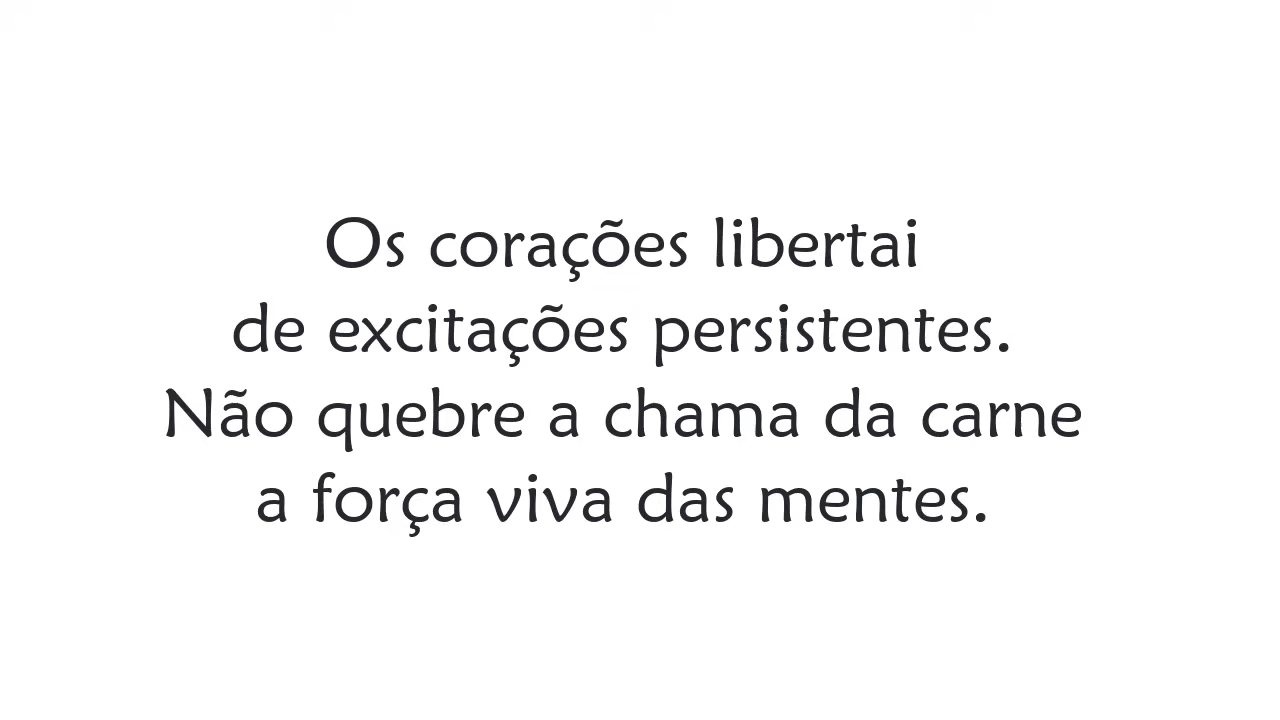 Os corações libertai
de excitações persistentes.
Não quebre a chama da carne
a força viva das mentes.